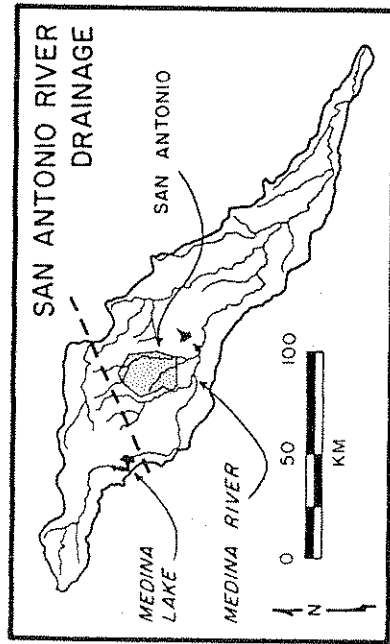 SAN ANTONIO RIVER
DRAINAGE
SAN ANTONIO
MEDINA
LAKE
MEDINA RIVER
0 50 100
KM
N